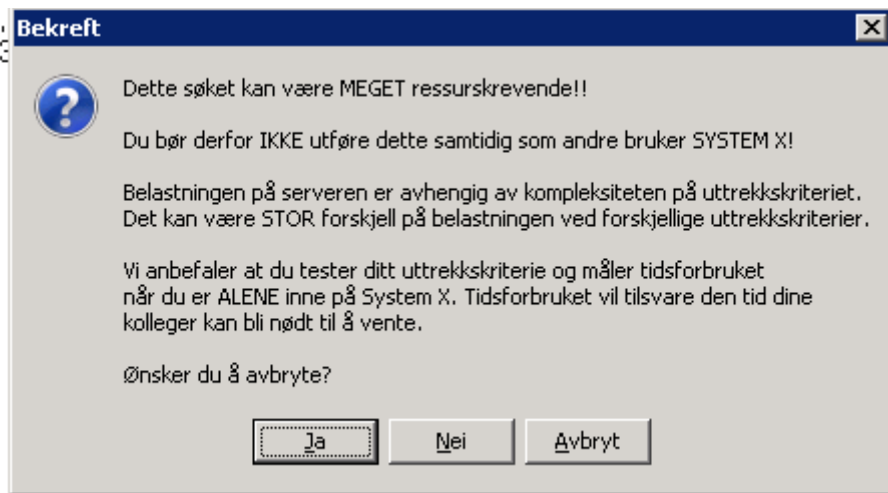 Bekreft
Dette søket kan være MEGET ressurskrevende!!
Du bør derfor IKKE utføre dette samtidig som andre bruker SYSTEM X!
Belastningen på serveren er avhengig av kompleksiteten på uttrekkskriteriet.
Det kan være STOR forskjell på belastningen ved forskjellige uttrekkskriterier.
Vi anbefaler at du tester ditt uttrekkskriterie og måler tidsforbruket
når du er ALENE inne på System X. Tidsforbruket vil tilsvare den tid dine
kolleger kan bli nødt til å vente.
Ønsker du å avbryte?
Ja Nei Avbryt